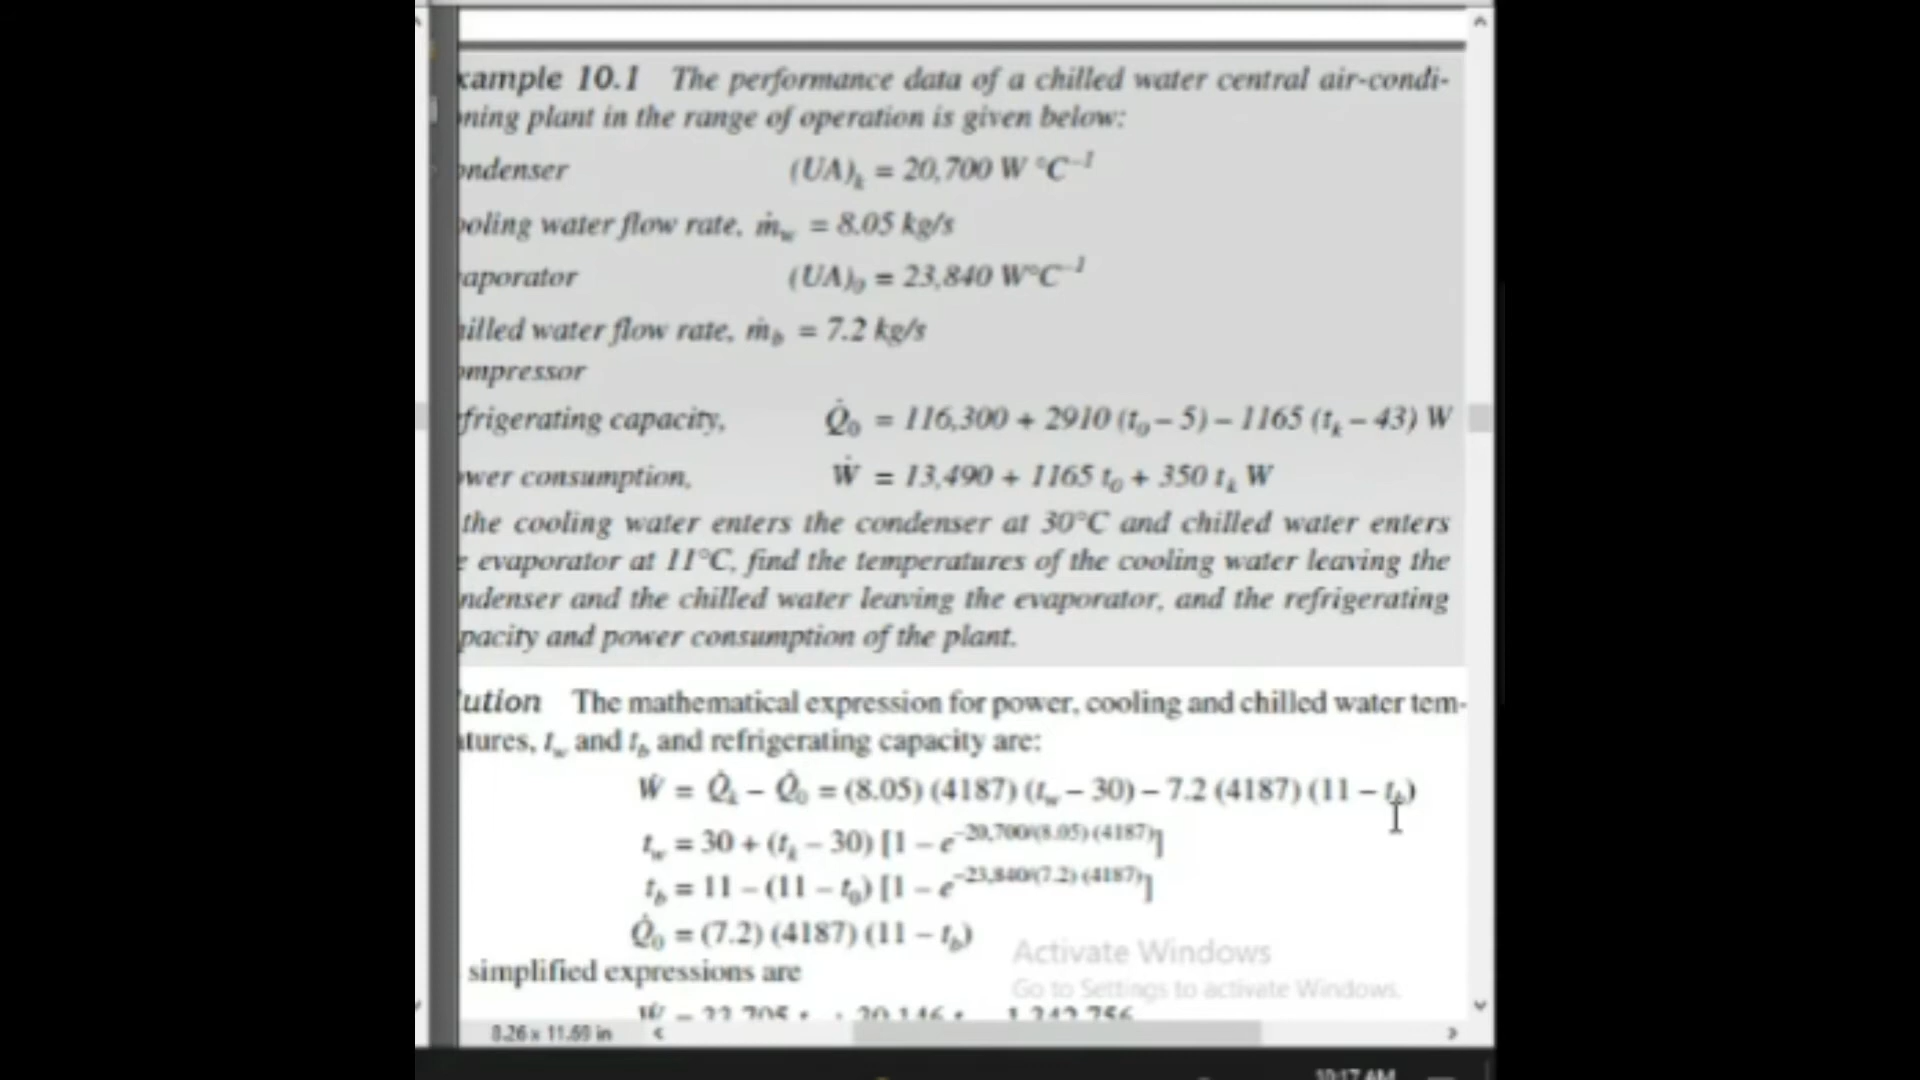 xample 10.1 The performance data of a chilled water central air-condi-
ning plant in the range of operation is given below:
ondenser (UA)k = 20,700 W °C⁻¹
ooling water flow rate, ṁw = 8.05 kg/s
aporator (UA)0 = 23,840 W°C⁻¹
illed water flow rate, ṁb = 7.2 kg/s
ompressor
frigerating capacity, Q̇0 = 116,300 + 2910 (t0 – 5) – 1165 (tk – 43) W
wer consumption, Ẇ = 13,490 + 1165 t0 + 350 tk W
the cooling water enters the condenser at 30°C and chilled water enters
e evaporator at 11°C, find the temperatures of the cooling water leaving the
ndenser and the chilled water leaving the evaporator, and the refrigerating
pacity and power consumption of the plant.
ution The mathematical expression for power, cooling and chilled water tem-
tures, tw and tb and refrigerating capacity are:
Ẇ = Q̇k – Q̇0 = (8.05) (4187) (tw – 30) – 7.2 (4187) (11 – tb)
tw = 30 + (tk – 30) [1 – e^–20,700/(8.05) (4187)]
tb = 11 – (11 – t0) [1 – e^–23,840/(7.2) (4187)]
Q̇0 = (7.2) (4187) (11 – tb)
simplified expressions are
Activate Windows
Go to Settings to activate Windows.
8.26 x 11.69 in
10:17 AM